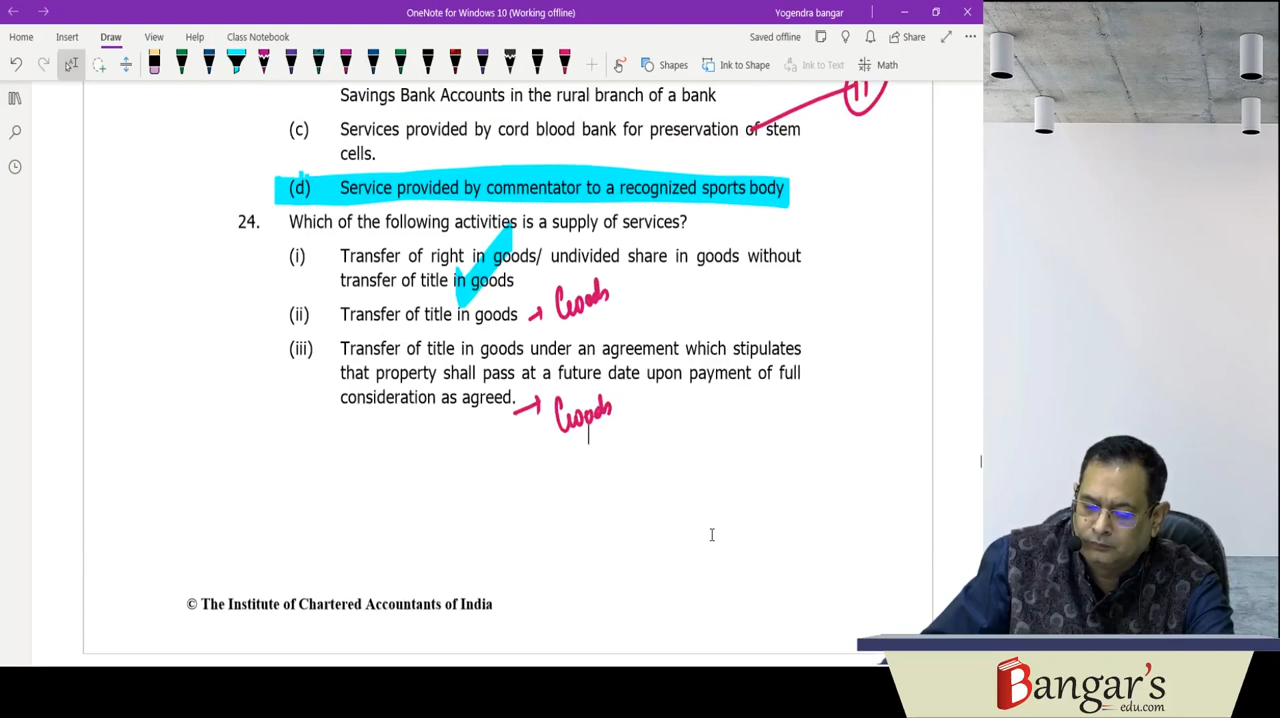 OneNote for Windows 10 (Working offline)
Yogendra bangar
Home Insert Draw View Help Class Notebook
Saved offline
Share
Shapes
Ink to Shape
Ink to Text
Math
Savings Bank Accounts in the rural branch of a bank
11
(c) Services provided by cord blood bank for preservation of stem
cells.
(d) Service provided by commentator to a recognized sports body
24. Which of the following activities is a supply of services?
(i) Transfer of right in goods/ undivided share in goods without
transfer of title in goods
(ii) Transfer of title in goods → Goods
(iii) Transfer of title in goods under an agreement which stipulates
that property shall pass at a future date upon payment of full
consideration as agreed. → Goods
© The Institute of Chartered Accountants of India
Bangar's
edu.com